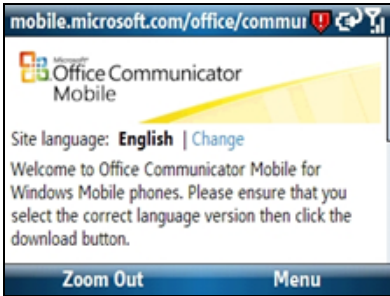 mobile.microsoft.com/office/commu
Microsoft
Office Communicator
Mobile
Site language: English | Change
Welcome to Office Communicator Mobile for
Windows Mobile phones. Please ensure that you
select the correct language version then click the
download button.
Zoom Out Menu